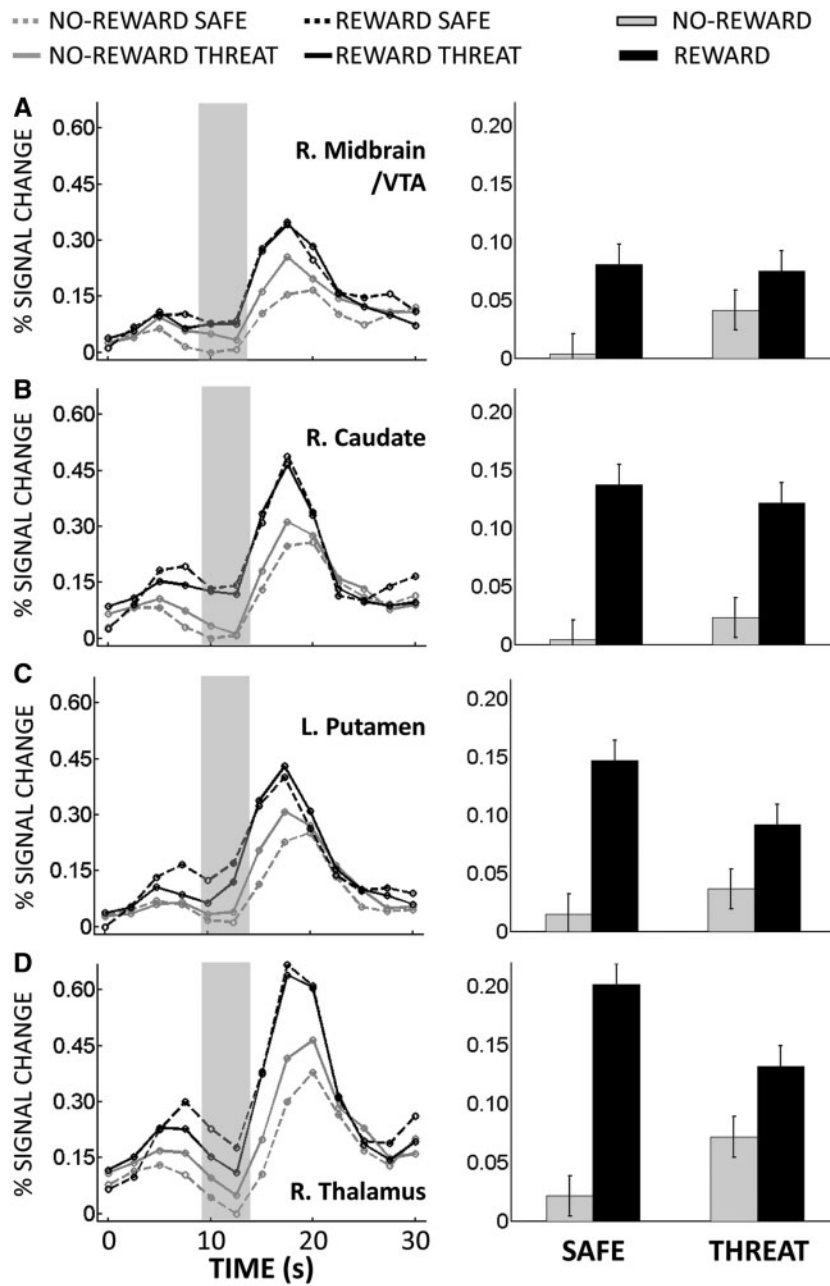 NO-REWARD SAFE REWARD SAFE NO-REWARD
NO-REWARD THREAT REWARD THREAT REWARD
A
% SIGNAL CHANGE
0.60
0.45
0.30
0.15
0
R. Midbrain
/VTA
0.20
0.15
0.10
0.05
0
B
% SIGNAL CHANGE
0.60
0.45
0.30
0.15
0
R. Caudate
0.20
0.15
0.10
0.05
0
C
% SIGNAL CHANGE
0.60
0.45
0.30
0.15
0
L. Putamen
0.20
0.15
0.10
0.05
0
D
% SIGNAL CHANGE
0.60
0.45
0.30
0.15
0
R. Thalamus
0 10 20 30
TIME (s)
0.20
0.15
0.10
0.05
0
SAFE THREAT